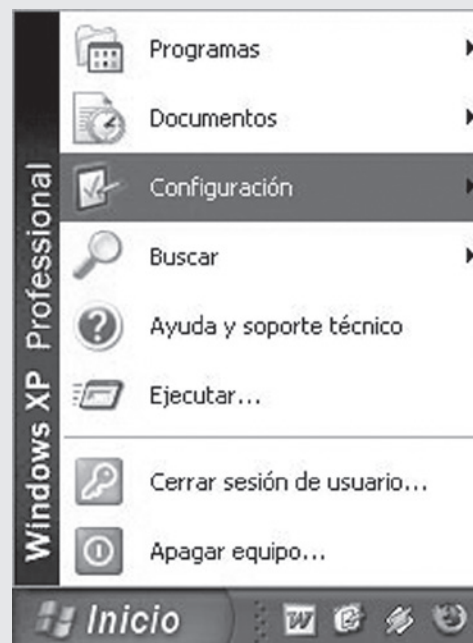 Programas
Documentos
Configuración
Buscar
Ayuda y soporte técnico
Ejecutar...
Cerrar sesión de usuario...
Apagar equipo...
Windows XP Professional
Inicio